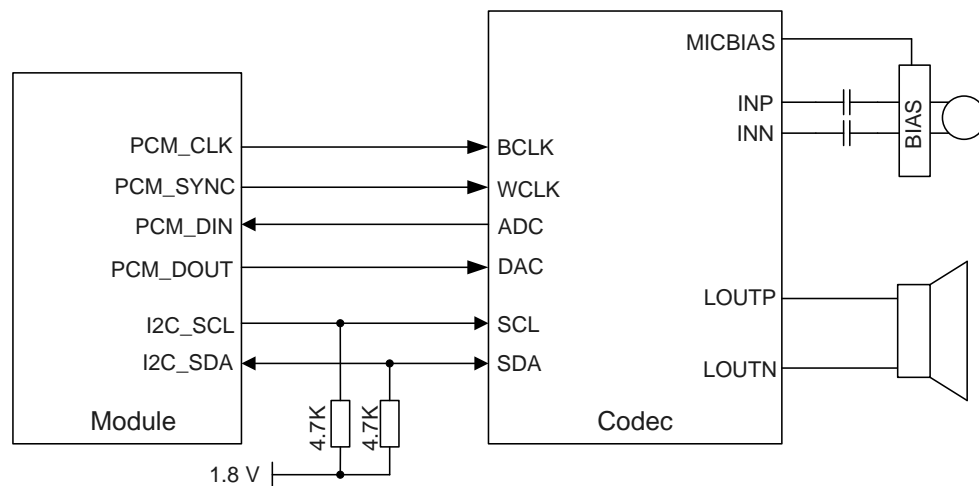 MICBIAS
INP
INN
BIAS
PCM_CLK
BCLK
PCM_SYNC
WCLK
PCM_DIN
ADC
PCM_DOUT
DAC
LOUTP
I2C_SCL
SCL
I2C_SDA
SDA
LOUTN
Module
4.7K
4.7K
Codec
1.8 V